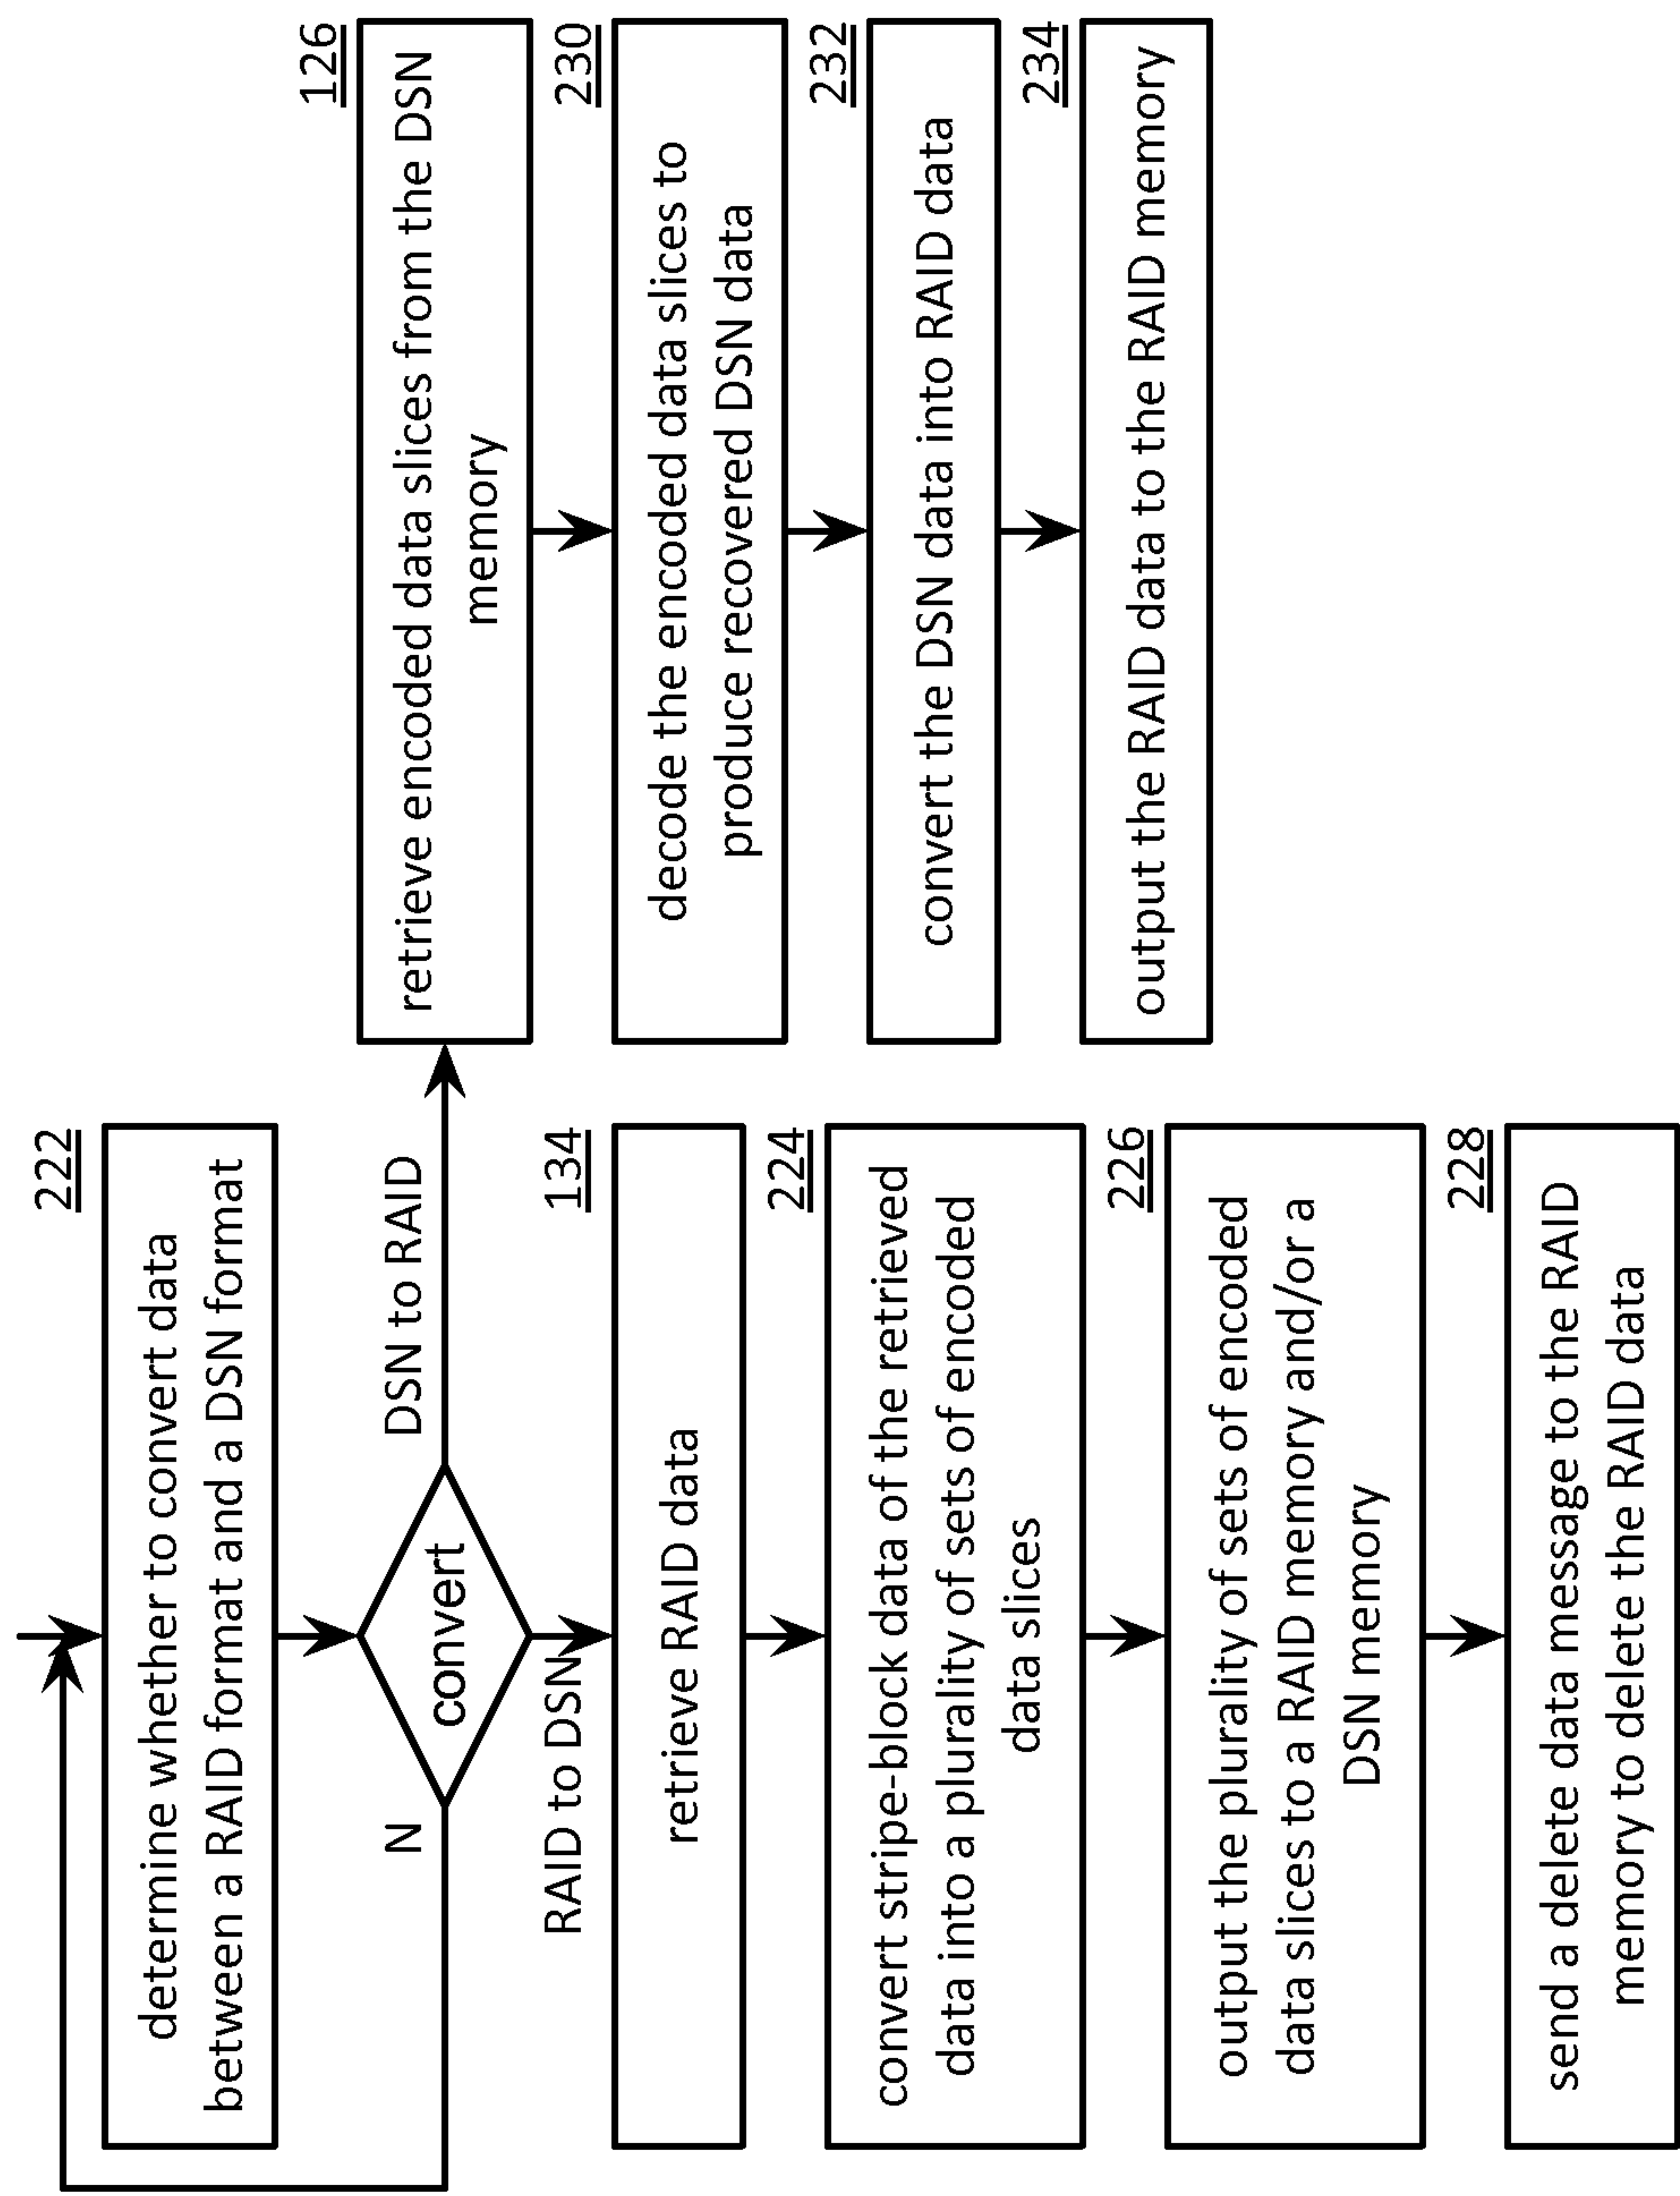 222
determine whether to convert data
between a RAID format and a DSN format
convert
N
DSN to RAID
RAID to DSN
134
retrieve RAID data
224
convert stripe-block data of the retrieved
data into a plurality of sets of encoded
data slices
226
output the plurality of sets of encoded
data slices to a RAID memory and/or a
DSN memory
228
send a delete data message to the RAID
memory to delete the RAID data
126
retrieve encoded data slices from the DSN
memory
230
decode the encoded data slices to
produce recovered DSN data
232
convert the DSN data into RAID data
234
output the RAID data to the RAID memory